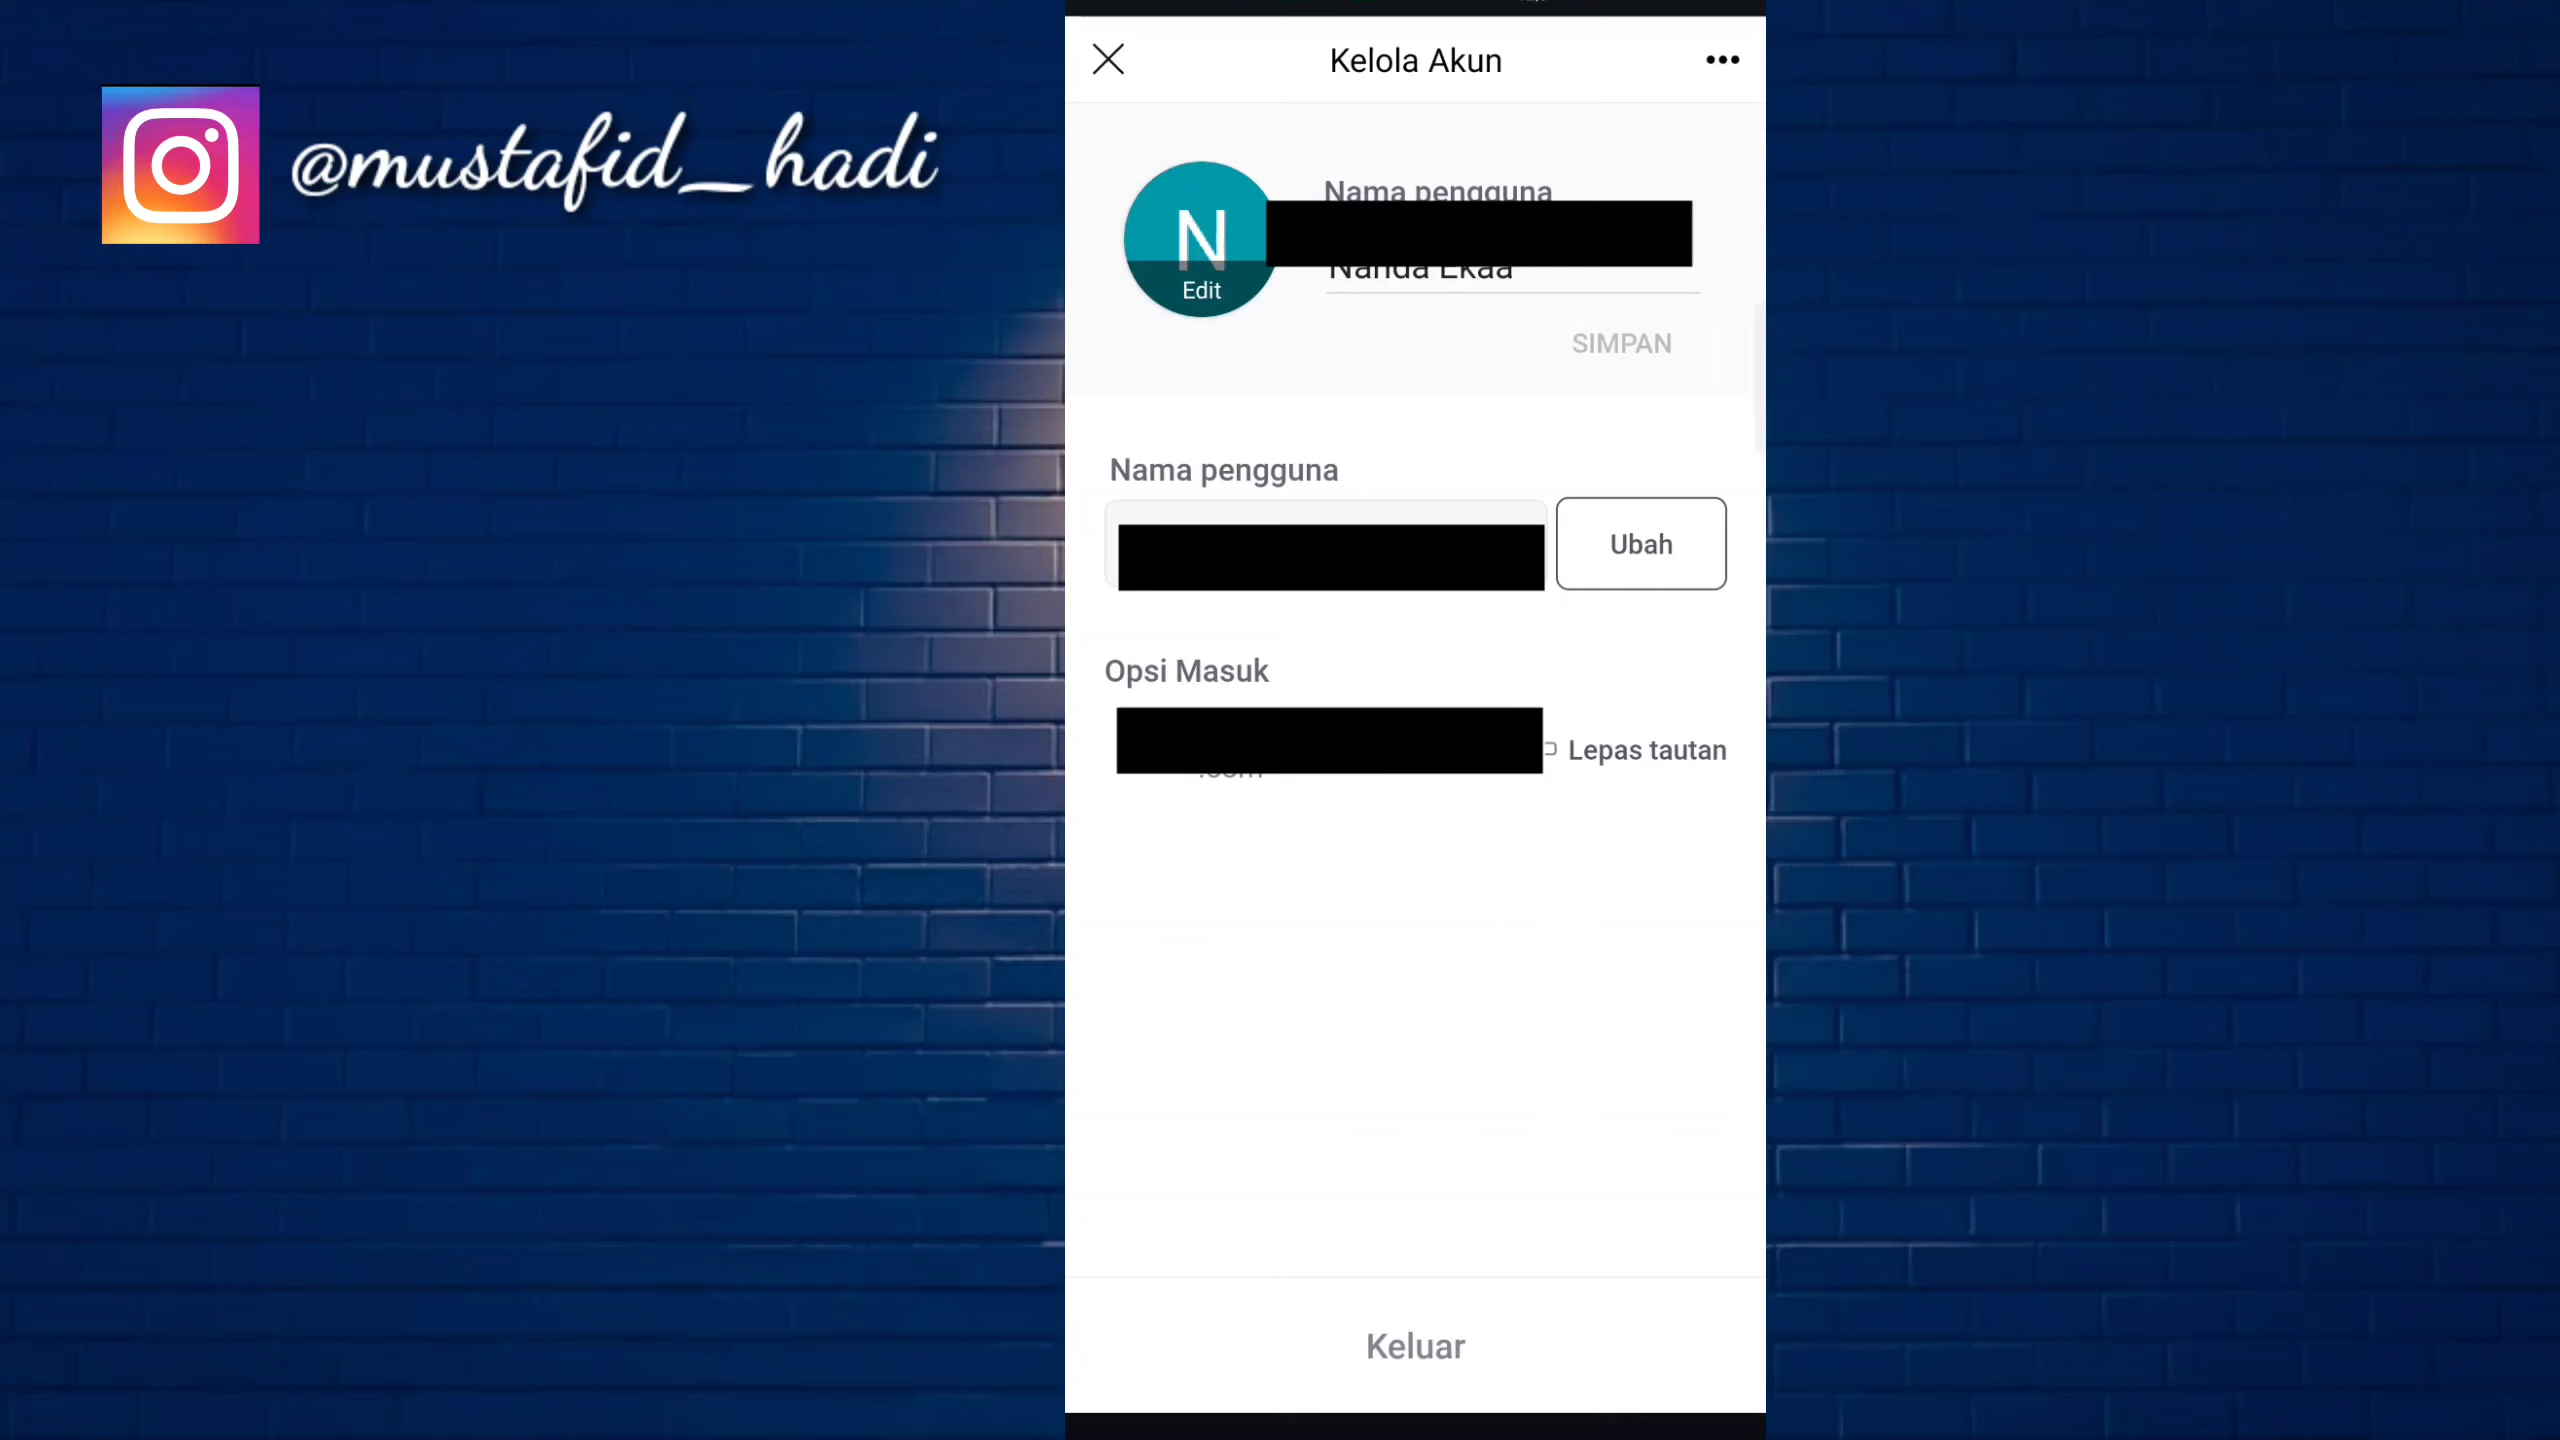 @mustafid_hadi
Kelola Akun
N
Edit
Nama pengguna
SIMPAN
Nama pengguna
Ubah
Opsi Masuk
Lepas tautan
Keluar